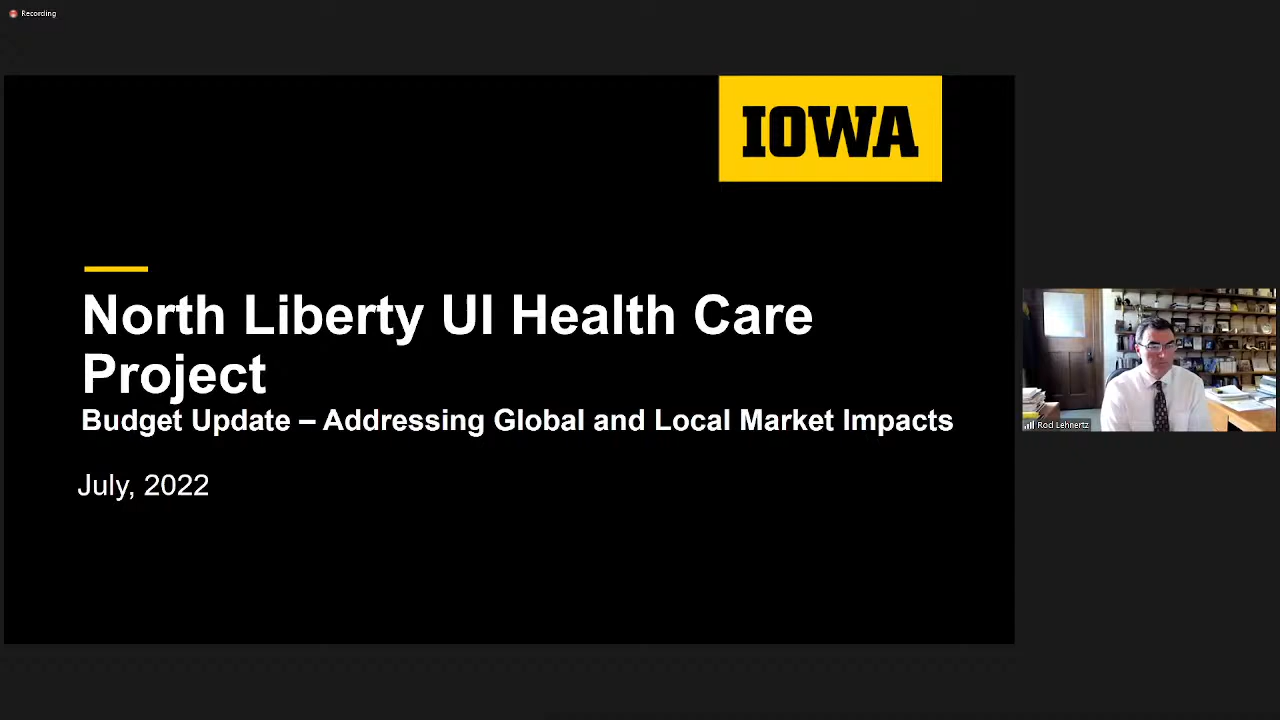 Recording
IOWA
North Liberty UI Health Care
Project
Budget Update – Addressing Global and Local Market Impacts
July, 2022
Rod Lehnertz